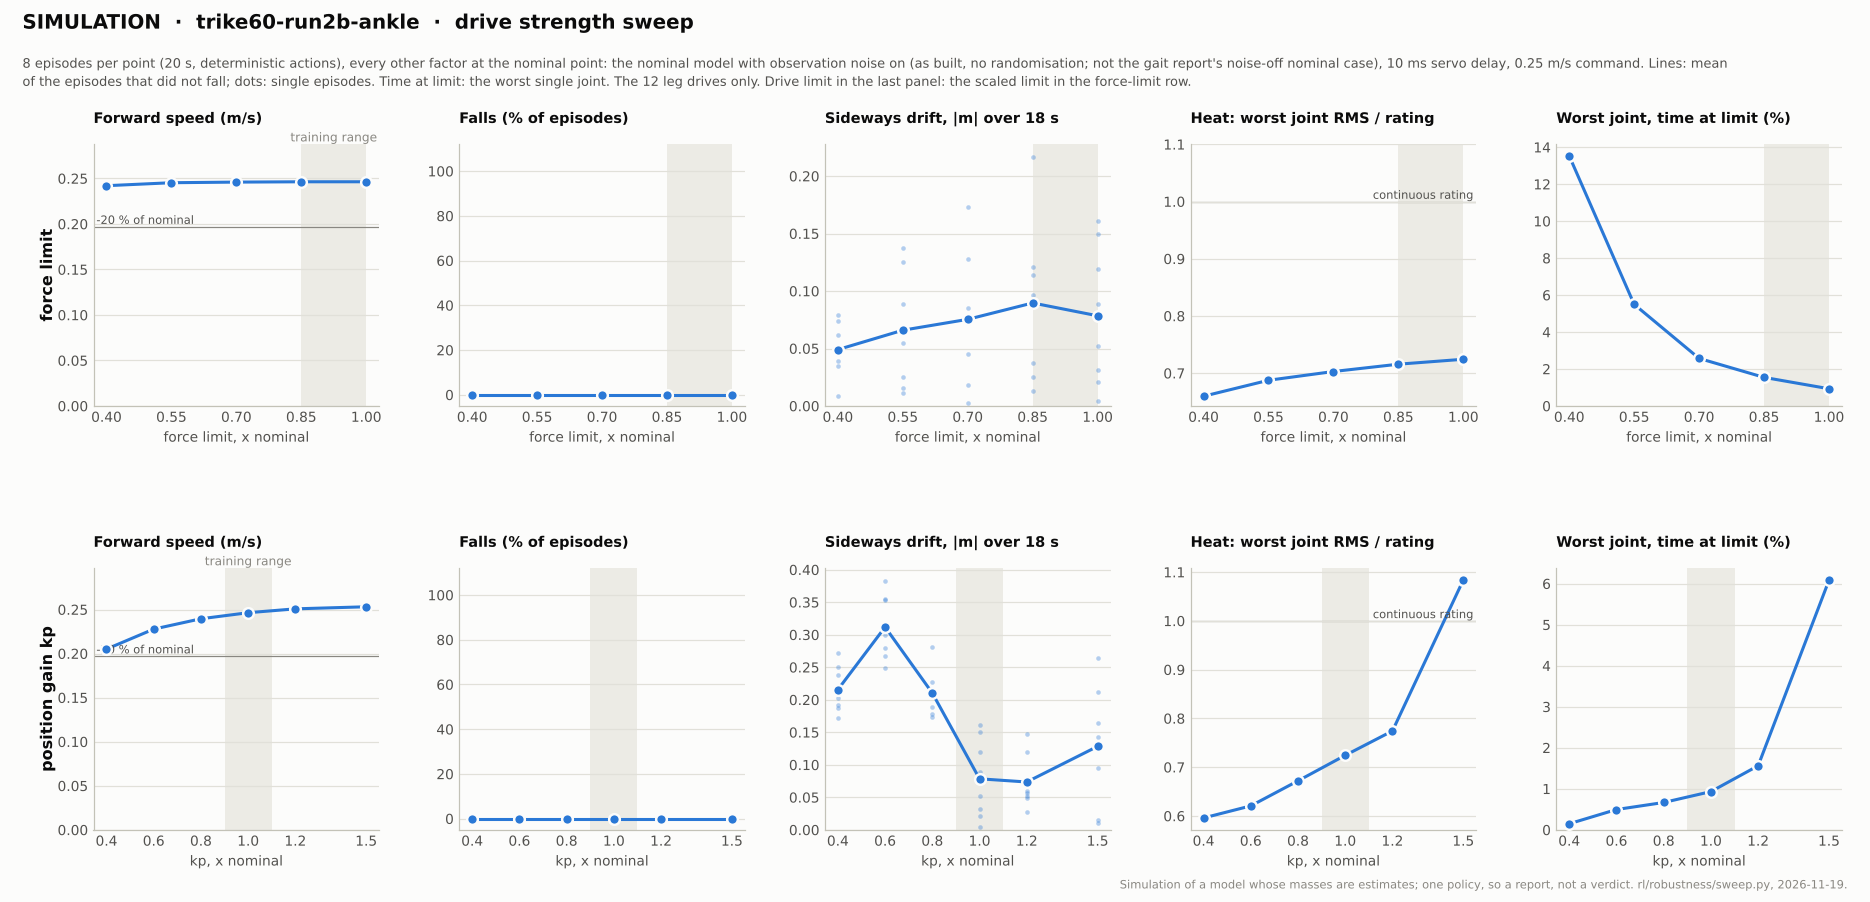 SIMULATION · trike60-run2b-ankle · drive strength sweep
8 episodes per point (20 s, deterministic actions), every other factor at the nominal point: the nominal model with observation noise on (as built, no randomisation; not the gait report's noise-off nominal case), 10 ms servo delay, 0.25 m/s command. Lines: mean
of the episodes that did not fall; dots: single episodes. Time at limit: the worst single joint. The 12 leg drives only. Drive limit in the last panel: the scaled limit in the force-limit row.
Forward speed (m/s)
training range
0.25
0.20
0.15
0.10
0.05
0.00
-20 % of nominal
force limit
0.40 0.55 0.70 0.85 1.00
force limit, x nominal
Falls (% of episodes)
100
80
60
40
20
0
0.40 0.55 0.70 0.85 1.00
force limit, x nominal
Sideways drift, |m| over 18 s
0.20
0.15
0.10
0.05
0.00
0.40 0.55 0.70 0.85 1.00
force limit, x nominal
Heat: worst joint RMS / rating
1.1
1.0
0.9
0.8
0.7
continuous rating
0.40 0.55 0.70 0.85 1.00
force limit, x nominal
Worst joint, time at limit (%)
14
12
10
8
6
4
2
0
0.40 0.55 0.70 0.85 1.00
force limit, x nominal
Forward speed (m/s)
training range
0.25
0.20
0.15
0.10
0.05
0.00
% of nominal
position gain kp
0.4 0.6 0.8 1.0 1.2 1.5
kp, x nominal
Falls (% of episodes)
100
80
60
40
20
0
0.4 0.6 0.8 1.0 1.2 1.5
kp, x nominal
Sideways drift, |m| over 18 s
0.40
0.35
0.30
0.25
0.20
0.15
0.10
0.05
0.00
0.4 0.6 0.8 1.0 1.2 1.5
kp, x nominal
Heat: worst joint RMS / rating
1.1
1.0
0.9
0.8
0.7
0.6
continuous rating
0.4 0.6 0.8 1.0 1.2 1.5
kp, x nominal
Worst joint, time at limit (%)
6
5
4
3
2
1
0
0.4 0.6 0.8 1.0 1.2 1.5
kp, x nominal
Simulation of a model whose masses are estimates; one policy, so a report, not a verdict. rl/robustness/sweep.py, 2026-11-19.